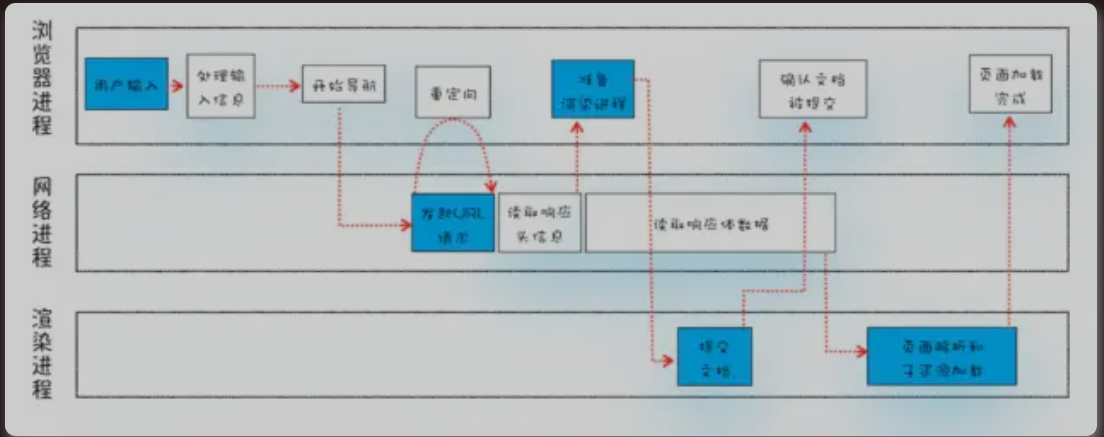 浏览器进程
用户输入
处理输
入信息
开始导航
重定向
准备
渲染进程
确认文档
被提交
页面加载
完成
网络进程
发起URL
请求
读取响应
头信息
读取响应体数据
渲染进程
提交
文档
页面解析和
子资源加载